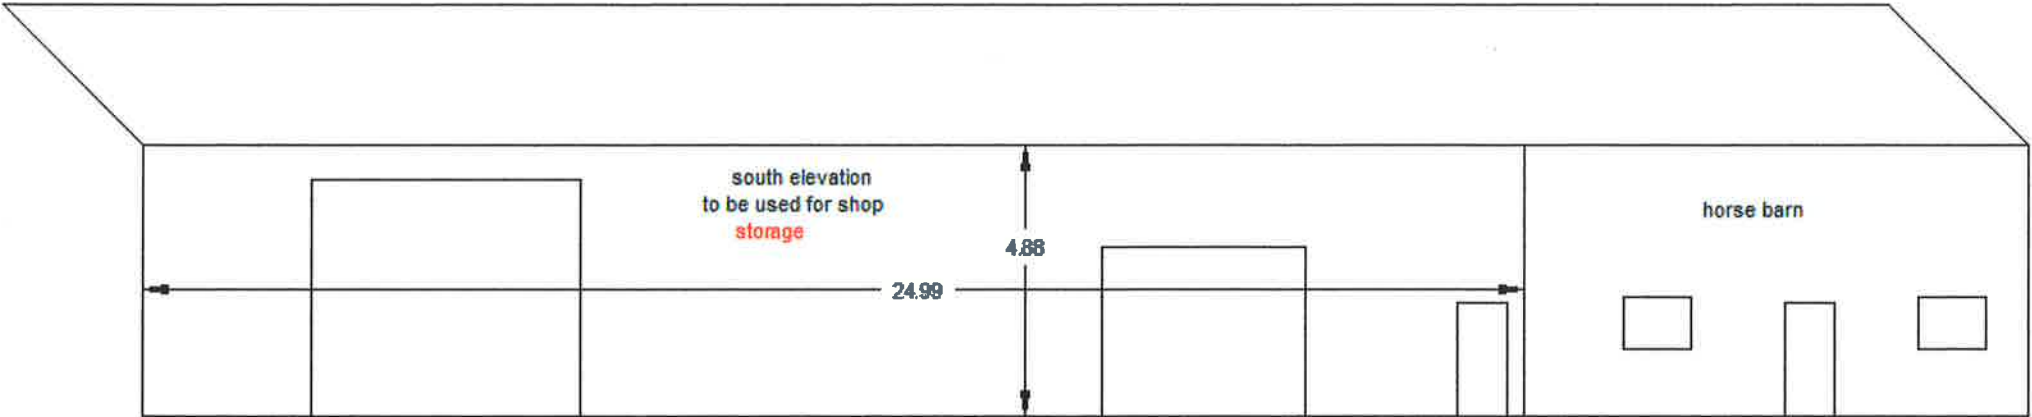 south elevation
to be used for shop
storage
horse barn
4.88
24.99